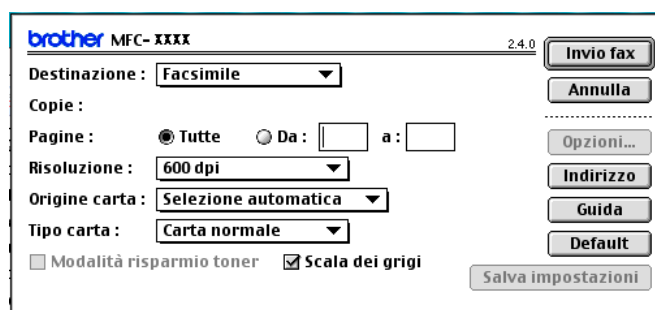 brother MFC-XXXX 2.4.0 Invio fax
Destinazione : Facsimile Annulla
Copie :
Pagine : Tutte Da : a : Opzioni...
Risoluzione : 600 dpi Indirizzo
Origine carta : Selezione automatica Guida
Tipo carta : Carta normale Default
Modalità risparmio toner Scala dei grigi
Salva impostazioni